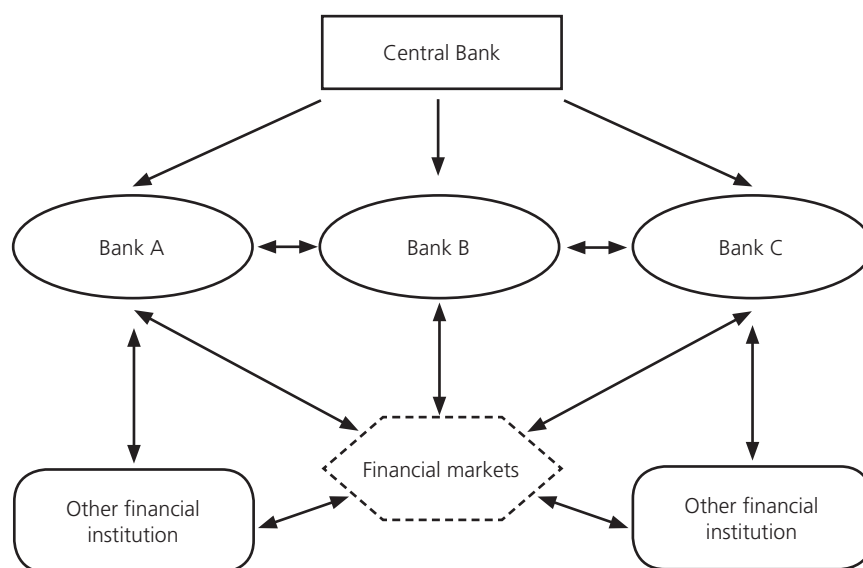 Central Bank
Bank A
Bank B
Bank C
Financial markets
Other financial
institution
Other financial
institution